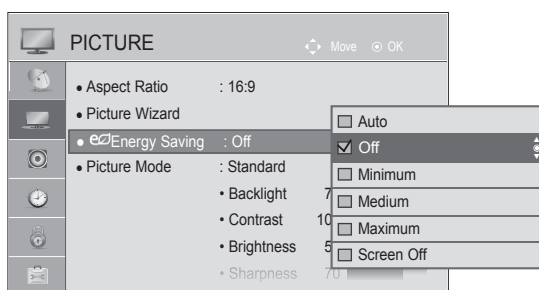 PICTURE
Move OK
• Aspect Ratio : 16:9
• Picture Wizard
• Energy Saving : Off
• Picture Mode : Standard
• Backlight 7
• Contrast 10
• Brightness 5
• Sharpness 70
Auto
Off
Minimum
Medium
Maximum
Screen Off